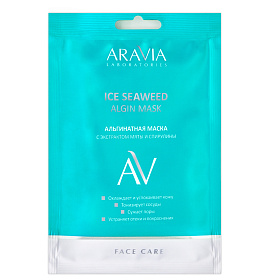 ARAVIA
LABORATORIES
ICE SEAWEED
ALGIN MASK
АЛЬГИНАТНАЯ МАСКА
С ЭКСТРАКТОМ МЯТЫ И СПИРУЛИНЫ
AV
Охлаждает и успокаивает кожу
Тонизирует сосуды
Сужает поры
Устраняет отеки и покраснения
FACE CARE